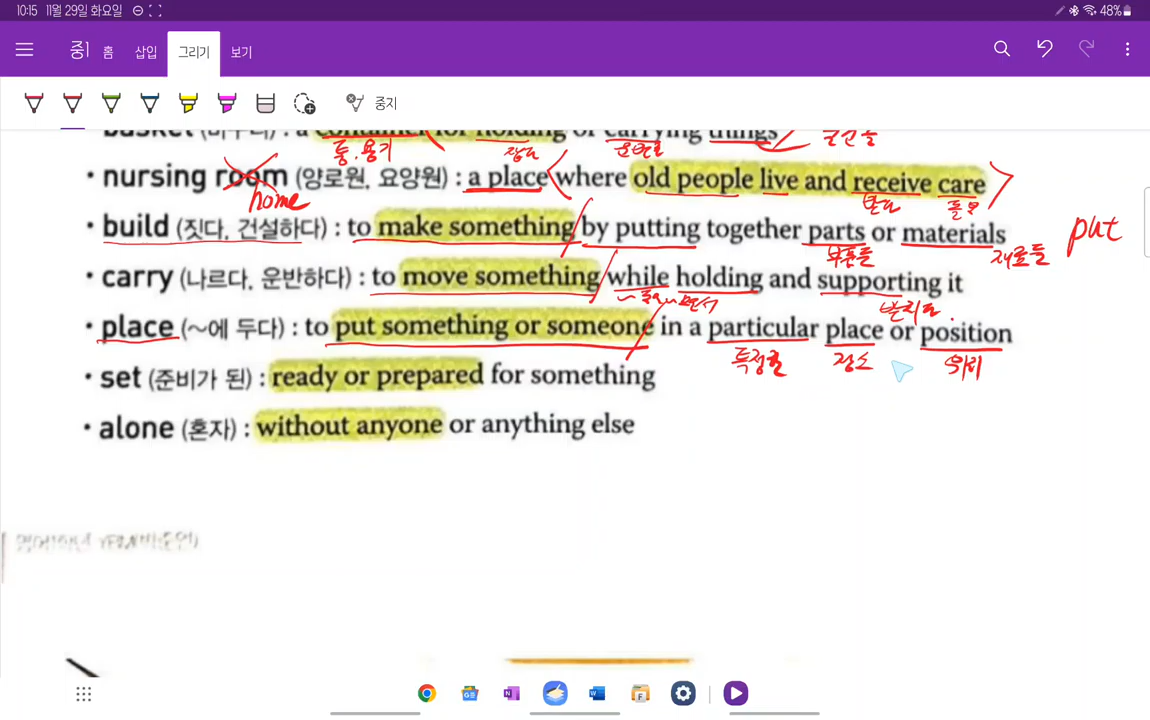 10:15 11월 29일 화요일 48%
중1 홈 삽입 그리기 보기
중지
basket (바구니) : a container for holding or carrying things
통, 용기 잡다 운반할 물건들
• nursing room (양로원, 요양원) : a place where old people live and receive care
home 받다 돌봄
• build (짓다, 건설하다) : to make something by putting together parts or materials put
부품들 재료들
• carry (나르다, 운반하다) : to move something while holding and supporting it
~동안, ~면서 받치다
• place (~에 두다) : to put something or someone in a particular place or position
특정한 장소 위치
• set (준비가 된) : ready or prepared for something
• alone (혼자) : without anyone or anything else